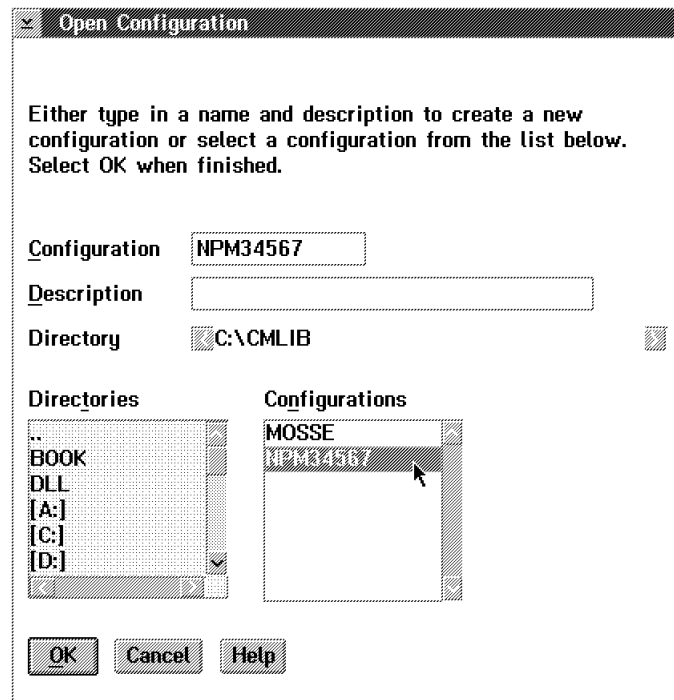 Open Configuration
Either type in a name and description to create a new
configuration or select a configuration from the list below.
Select OK when finished.
Configuration NPM34567
Description
Directory C:\CMLIB
Directories Configurations
.. MOSSE
BOOK NPM34567
DLL
[A:]
[C:]
[D:]
OK Cancel Help